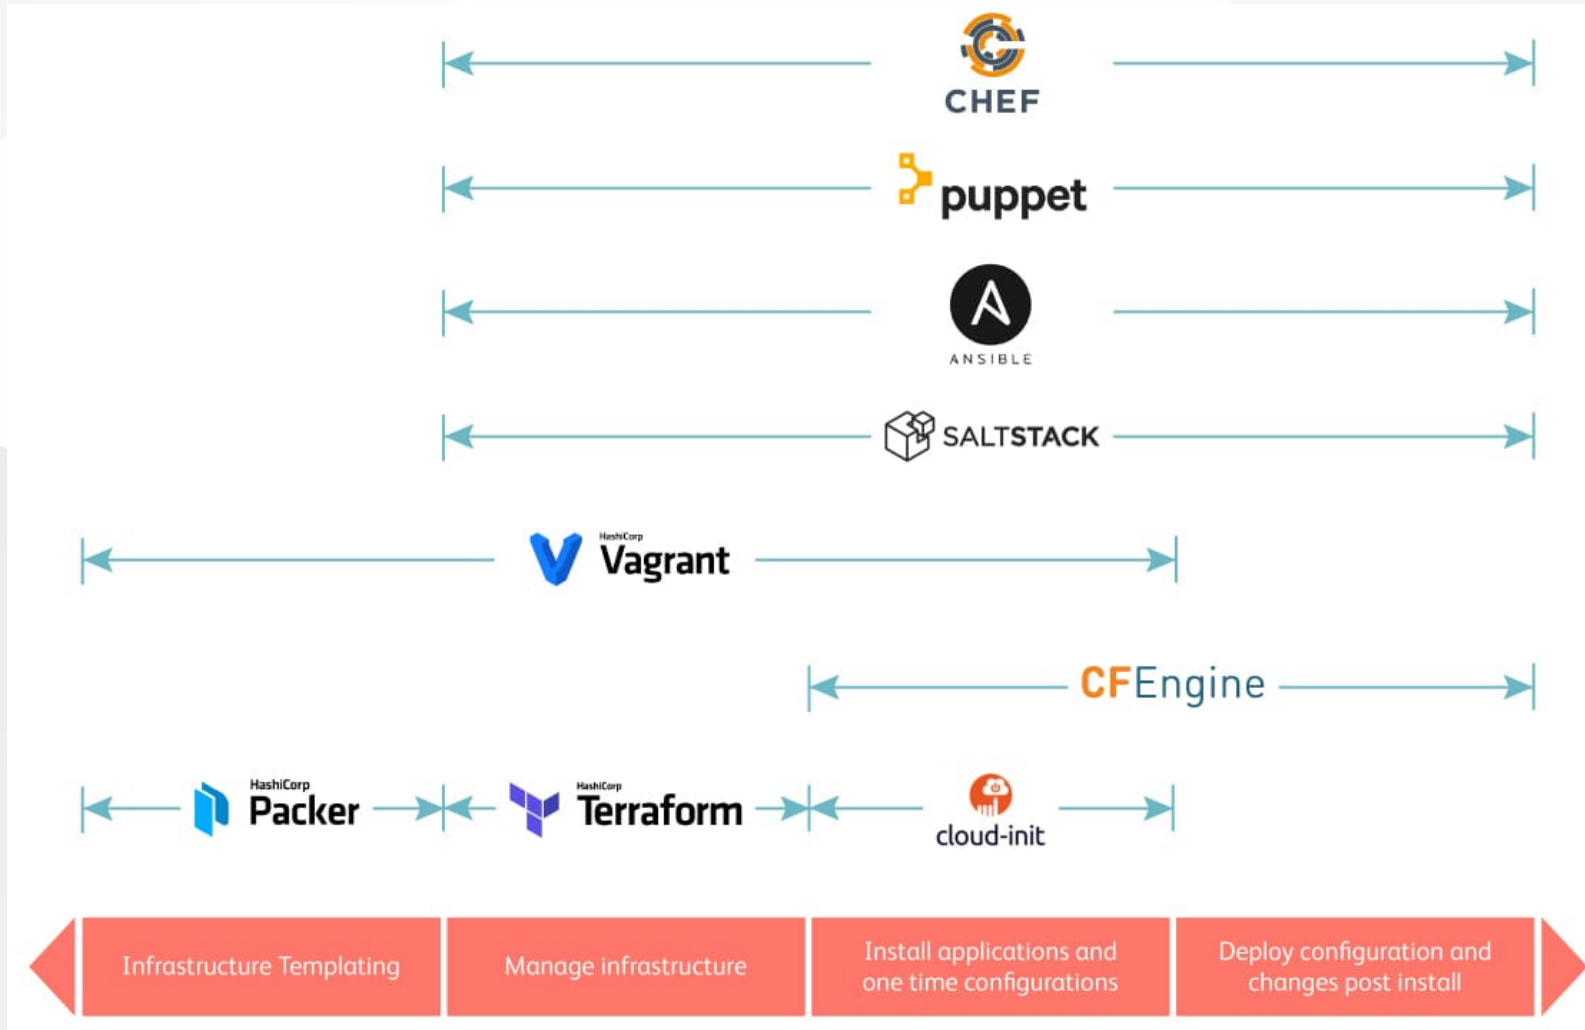 CHEF
puppet
ANSIBLE
SALTSTACK
HashiCorp
Vagrant
CFEngine
HashiCorp
Packer
HashiCorp
Terraform
cloud-init
Infrastructure Templating
Manage infrastructure
Install applications and
one time configurations
Deploy configuration and
changes post install